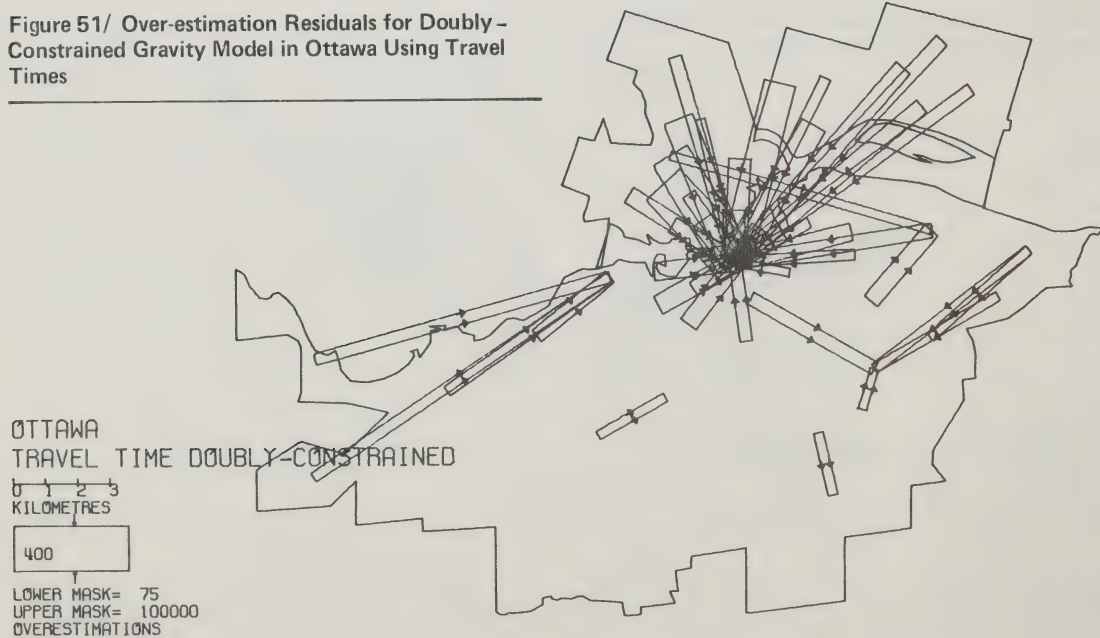 Figure 51/ Over-estimation Residuals for Doubly-
Constrained Gravity Model in Ottawa Using Travel
Times
OTTAWA
TRAVEL TIME DOUBLY-CONSTRAINED
0 1 2 3
KILOMETRES
400
LOWER MASK= 75
UPPER MASK= 100000
OVERESTIMATIONS